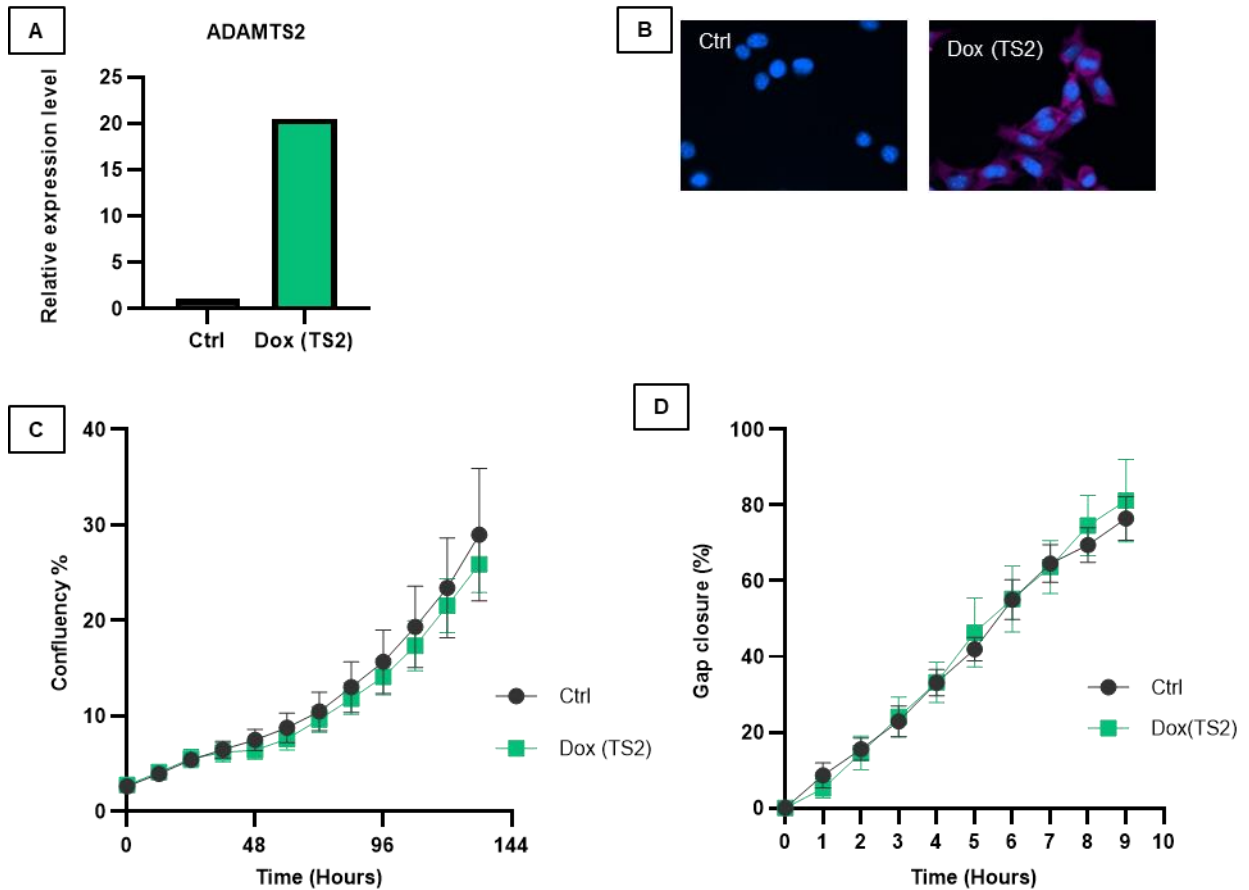 A
ADAMTS2
Relative expression level
25
20
15
10
5
0
Ctrl
Dox (TS2)
B
Ctrl
Dox (TS2)
C
Confluency %
40
30
20
10
0
0
48
96
144
Time (Hours)
Ctrl
Dox (TS2)
D
Gap closure (%)
100
80
60
40
20
0
0
1
2
3
4
5
6
7
8
9
10
Time (Hours)
Ctrl
Dox(TS2)